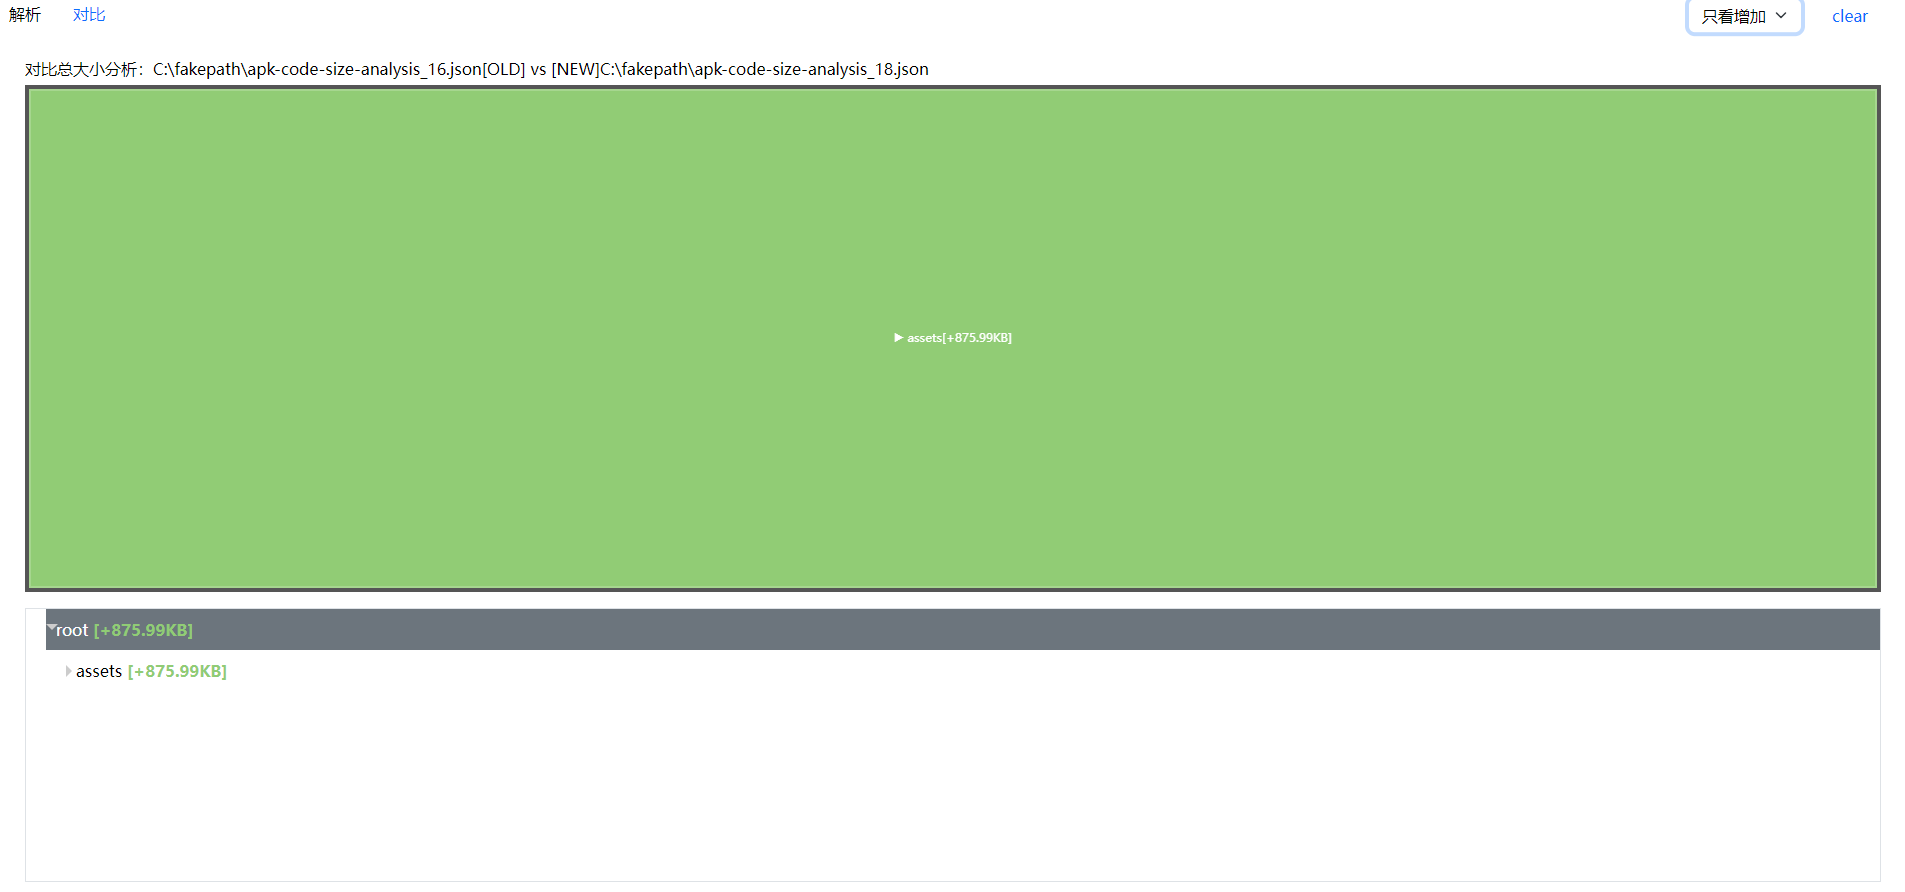 解析 对比 只看增加 clear
对比总大小分析：C:\fakepath\apk-code-size-analysis_16.json[OLD] vs [NEW]C:\fakepath\apk-code-size-analysis_18.json
▶ assets[+875.99KB]
root [+875.99KB]
assets [+875.99KB]